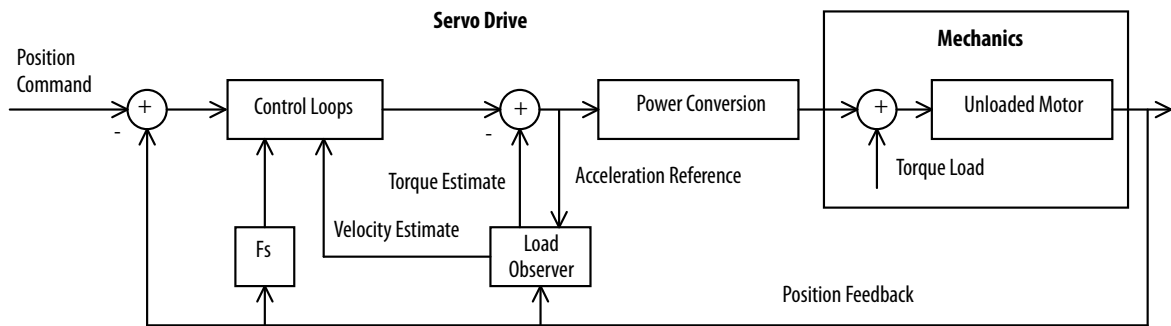 Servo Drive
Mechanics
Position
Command
+
-
Control Loops
+
-
Power Conversion
+
Unloaded Motor
Torque Estimate
Acceleration Reference
Torque Load
Fs
Velocity Estimate
Load
Observer
Position Feedback